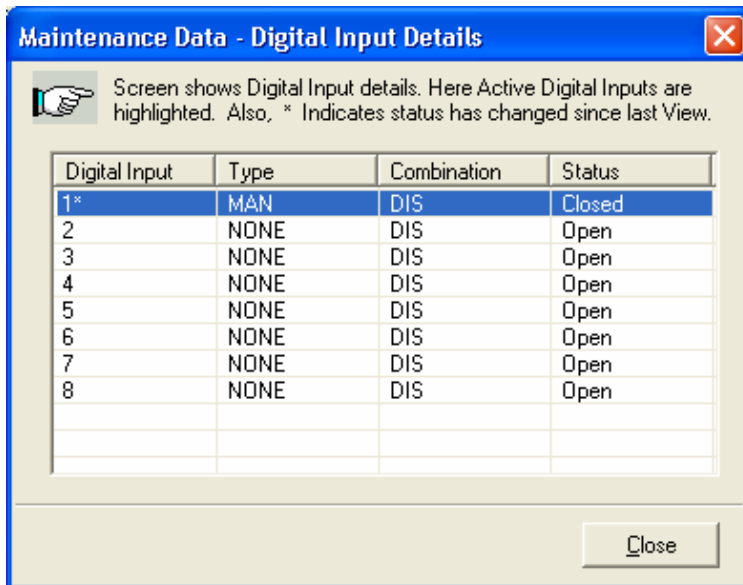 Maintenance Data - Digital Input Details
Screen shows Digital Input details. Here Active Digital Inputs are
highlighted. Also, * Indicates status has changed since last View.
Digital Input Type Combination Status
1* MAN DIS Closed
2 NONE DIS Open
3 NONE DIS Open
4 NONE DIS Open
5 NONE DIS Open
6 NONE DIS Open
7 NONE DIS Open
8 NONE DIS Open
Close